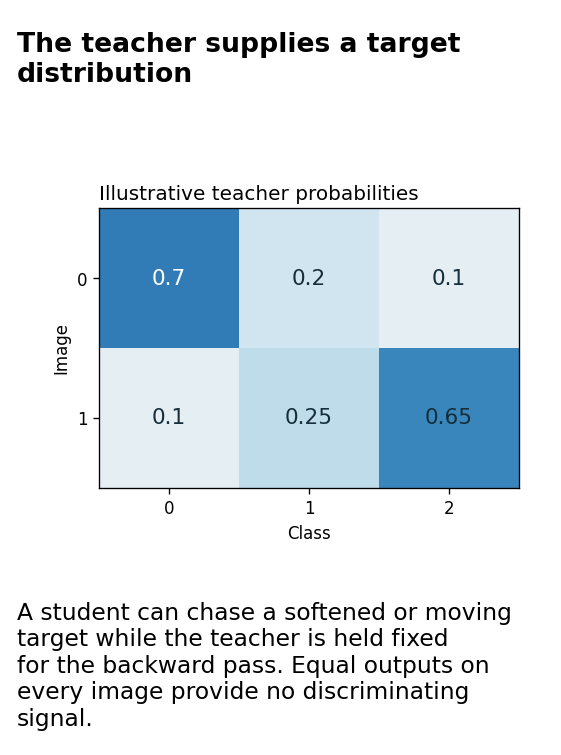 The teacher supplies a target
distribution
Illustrative teacher probabilities
0.7 0.2 0.1
0.1 0.25 0.65
0
1
Image
0 1 2
Class
A student can chase a softened or moving
target while the teacher is held fixed
for the backward pass. Equal outputs on
every image provide no discriminating
signal.